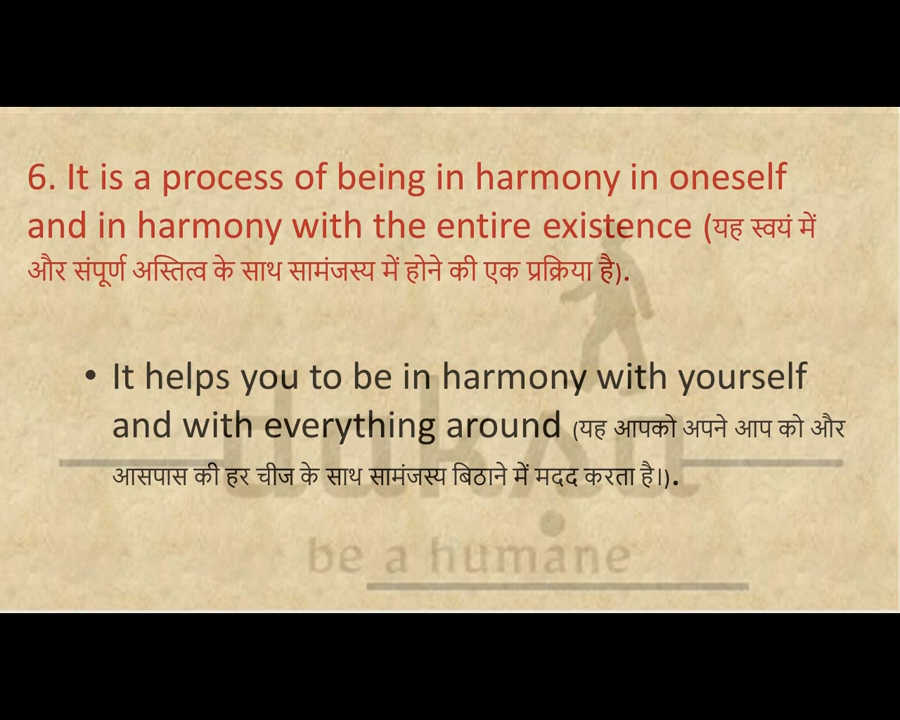 6. It is a process of being in harmony in oneself
and in harmony with the entire existence (यह स्वयं में
और संपूर्ण अस्तित्व के साथ सामंजस्य में होने की एक प्रक्रिया है).
• It helps you to be in harmony with yourself
and with everything around (यह आपको अपने आप को और
आसपास की हर चीज के साथ सामंजस्य बिठाने में मदद करता है।).
be a humane